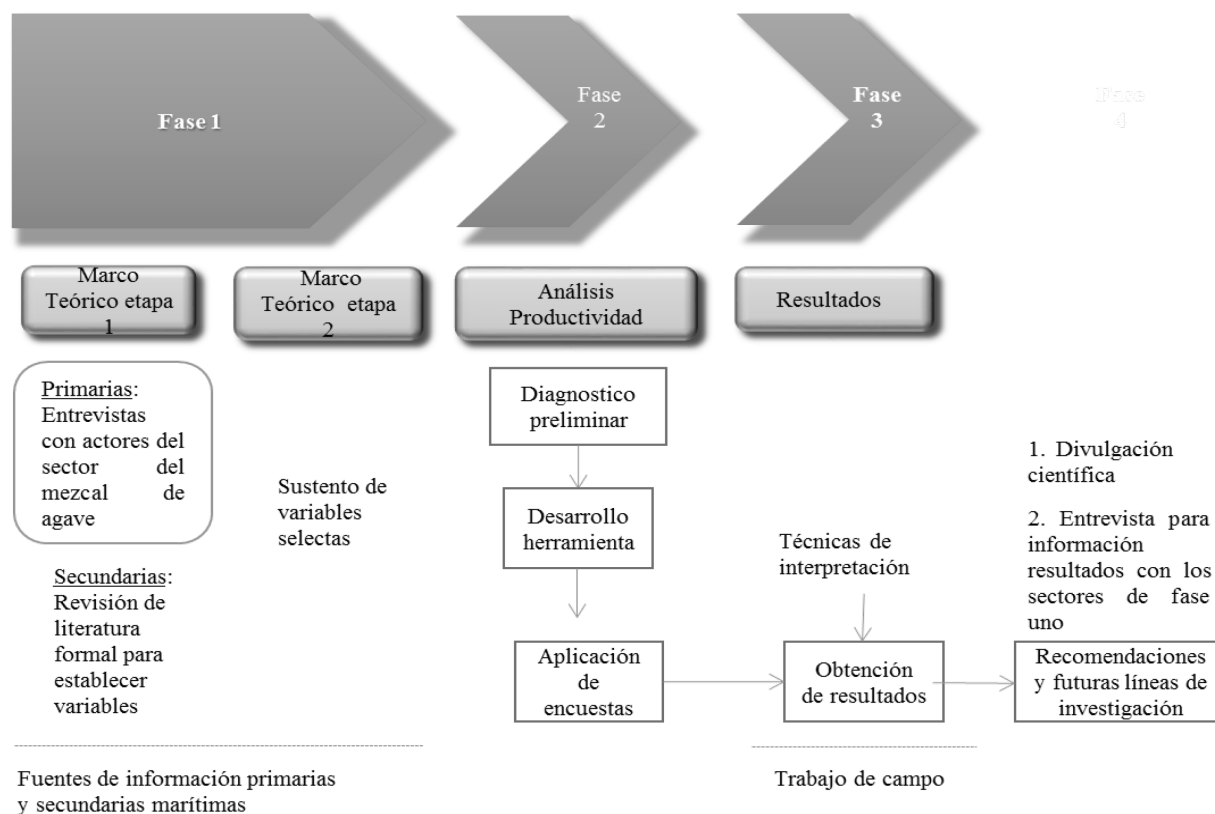 Fase 1
Fase
2
Fase
3
Fase
4
Marco
Teórico etapa
1
Marco
Teórico etapa
2
Análisis
Productividad
Resultados
Primarias:
Entrevistas
con actores del
sector del
mezcal de
agave
Secundarias:
Revisión de
literatura
formal para
establecer
variables
Sustento de
variables
selectas
Diagnostico
preliminar
Desarrollo
herramienta
Aplicación
de
encuestas
Técnicas de
interpretación
Obtención
de resultados
1. Divulgación
científica
2. Entrevista para
información
resultados con los
sectores de fase
uno
Recomendaciones
y futuras líneas de
investigación
Fuentes de información primarias
y secundarias marítimas
Trabajo de campo